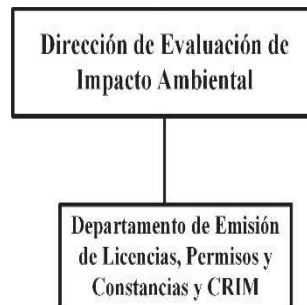 Dirección de Evaluación de
Impacto Ambiental
Departamento de Emisión
de Licencias, Permisos y
Constancias y CRIM